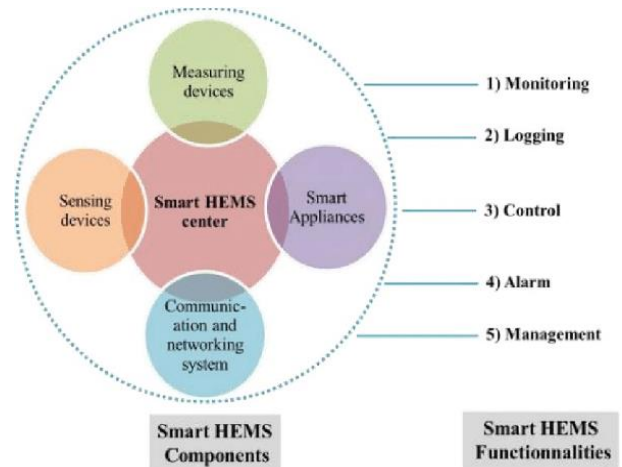 Measuring
devices
Sensing
devices
Smart HEMS
center
Smart
Appliances
Communic-
ation and
networking
system
1) Monitoring
2) Logging
3) Control
4) Alarm
5) Management
Smart HEMS
Components
Smart HEMS
Functionnalities